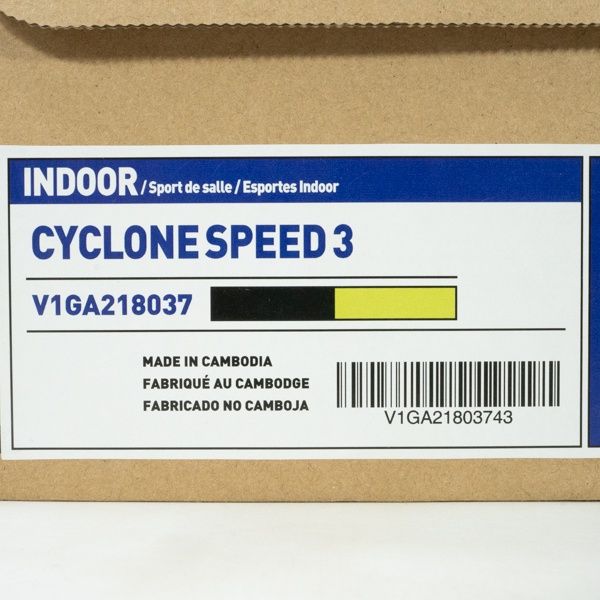 INDOOR / Sport de salle / Esportes Indoor
CYCLONE SPEED 3
V1GA218037
MADE IN CAMBODIA
FABRIQUÉ AU CAMBODGE
FABRICADO NO CAMBOJA
V1GA21803743